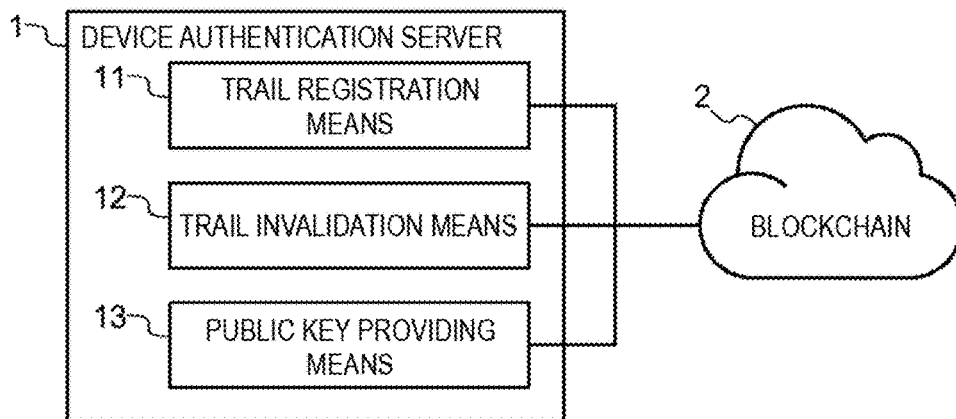 1
DEVICE AUTHENTICATION SERVER
11
TRAIL REGISTRATION
MEANS
2
12
TRAIL INVALIDATION MEANS
BLOCKCHAIN
13
PUBLIC KEY PROVIDING
MEANS